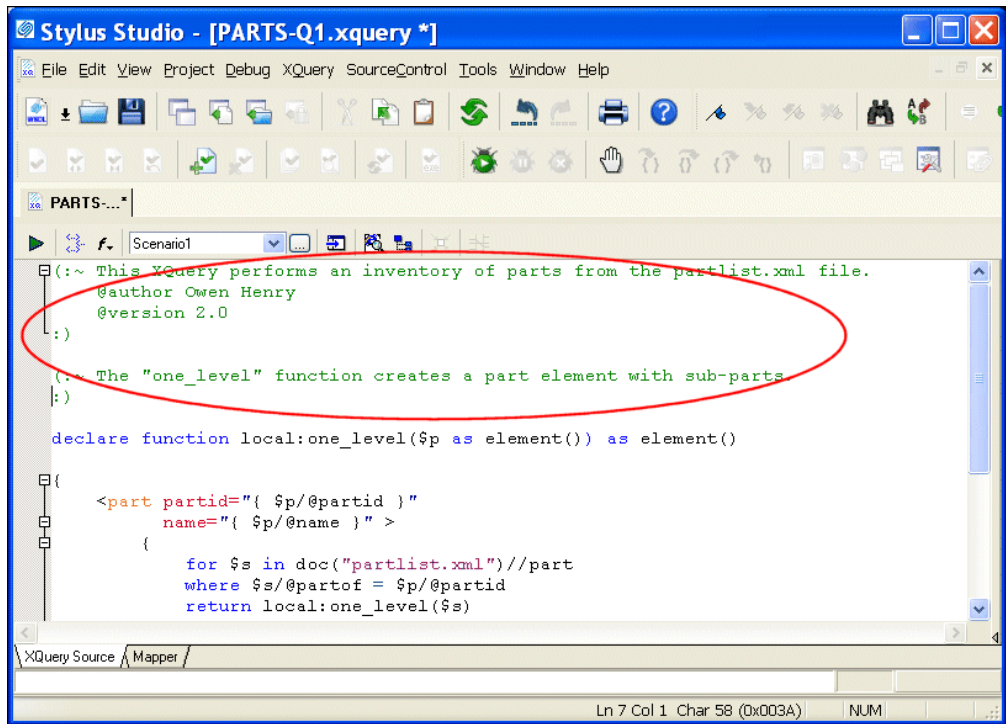 Stylus Studio - [PARTS-Q1.xquery *]
File Edit View Project Debug XQuery SourceControl Tools Window Help
PARTS-...*
Scenario1
(:~ This XQuery performs an inventory of parts from the partlist.xml file.
@author Owen Henry
@version 2.0
:)
(:~ The "one_level" function creates a part element with sub-parts.
:)
declare function local:one_level($p as element()) as element()
{
<part partid="{ $p/@partid }"
name="{ $p/@name }" >
{
for $s in doc("partlist.xml")//part
where $s/@partof = $p/@partid
return local:one_level($s)
XQuery Source Mapper
Ln 7 Col 1 Char 58 (0x003A) NUM